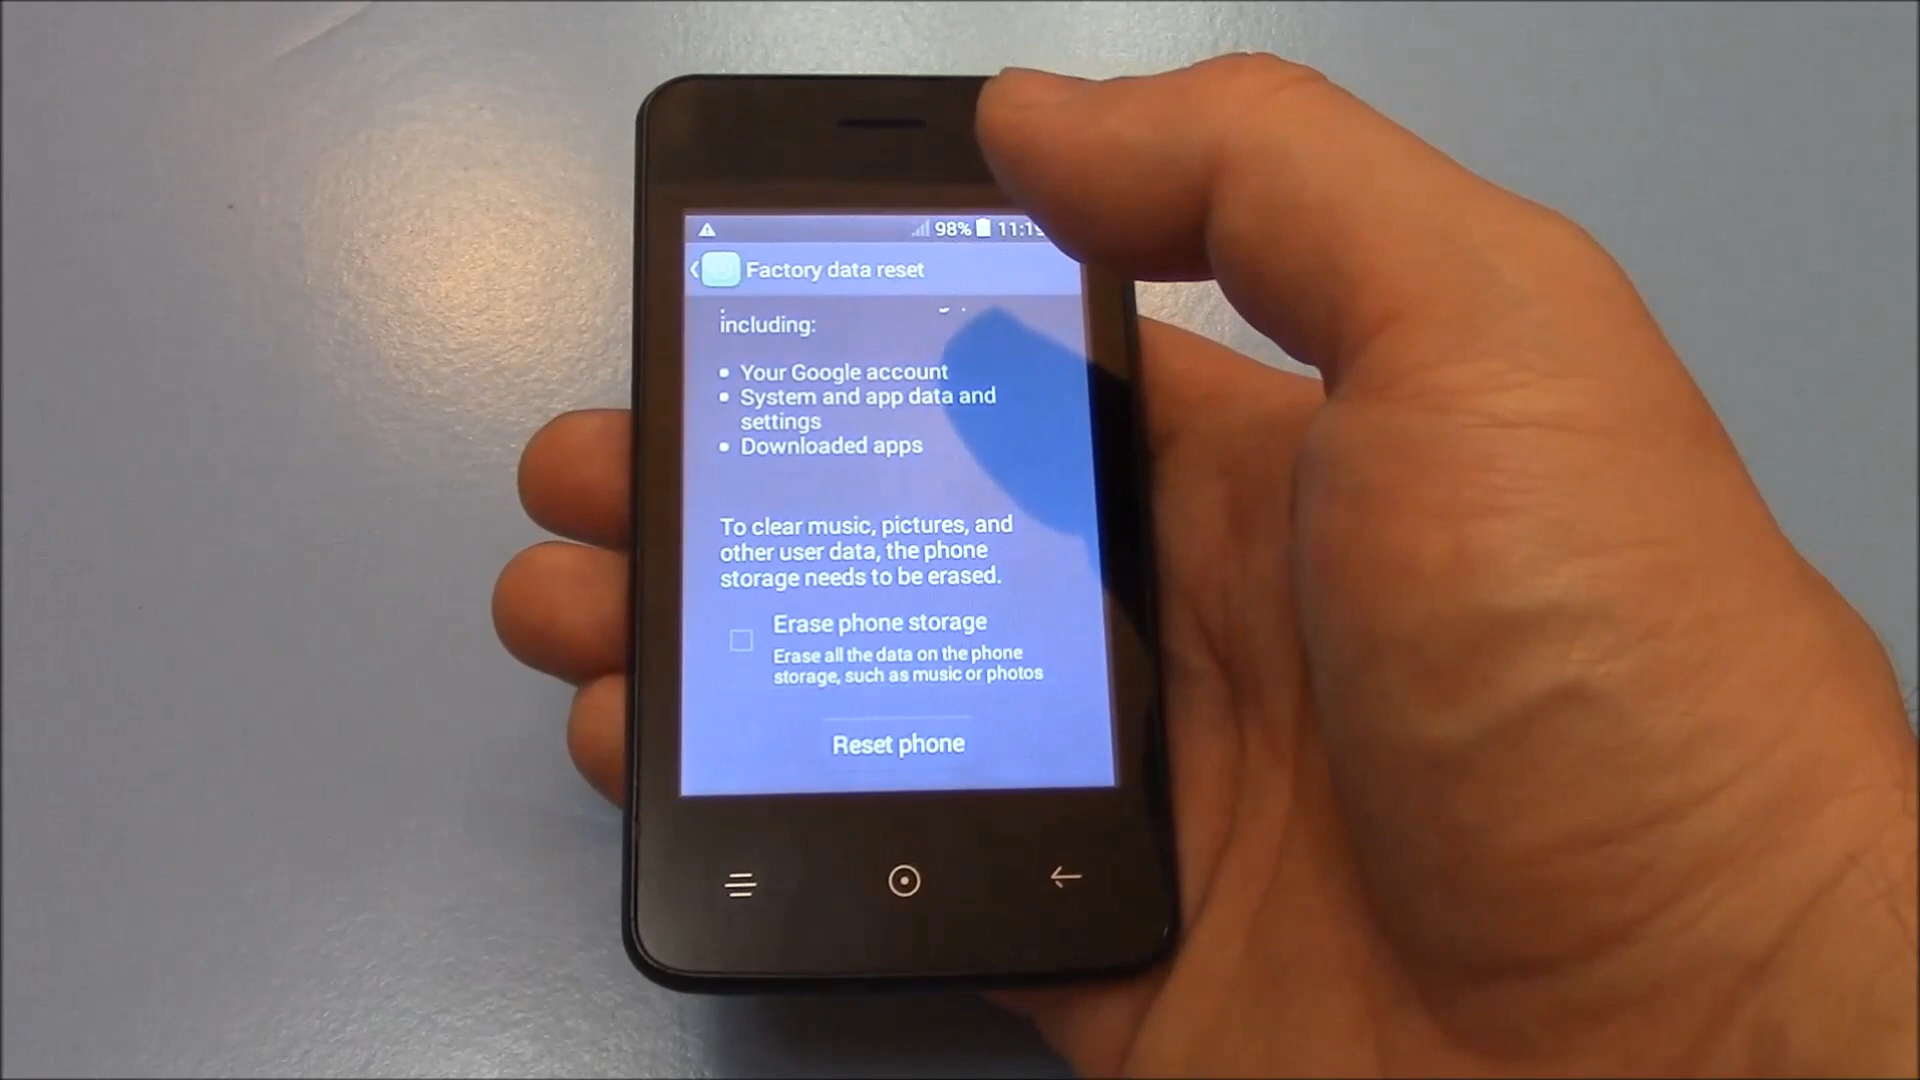 98% 11:19
Factory data reset
including:
• Your Google account
• System and app data and
settings
• Downloaded apps
To clear music, pictures, and
other user data, the phone
storage needs to be erased.
Erase phone storage
Erase all the data on the phone
storage, such as music or photos
Reset phone